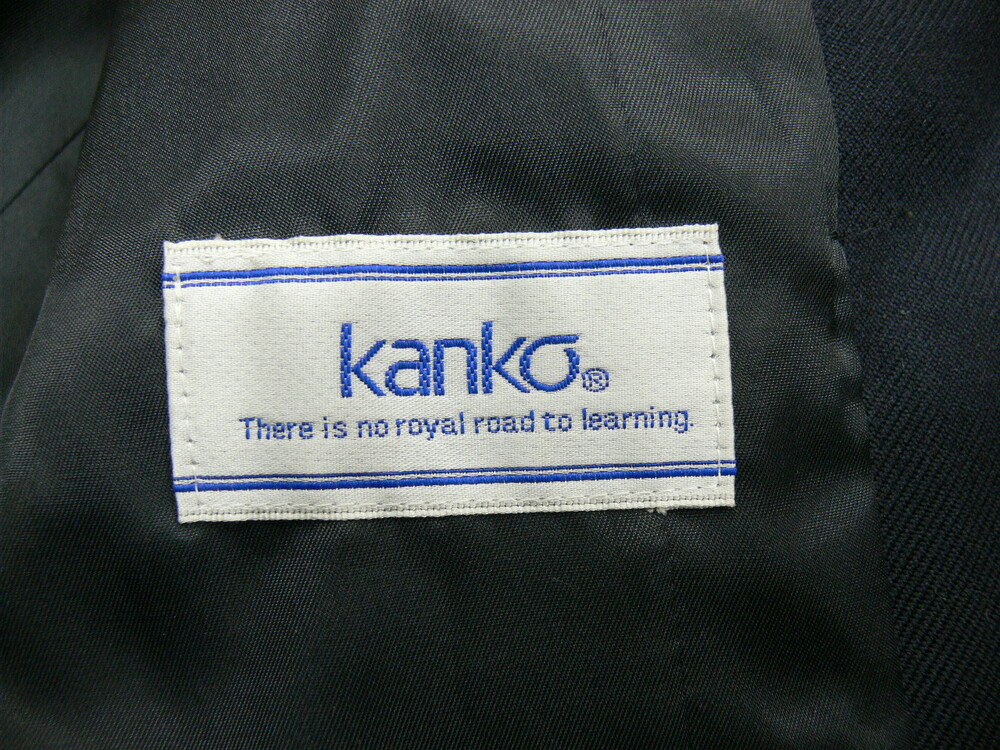 kanko®
There is no royal road to learning.